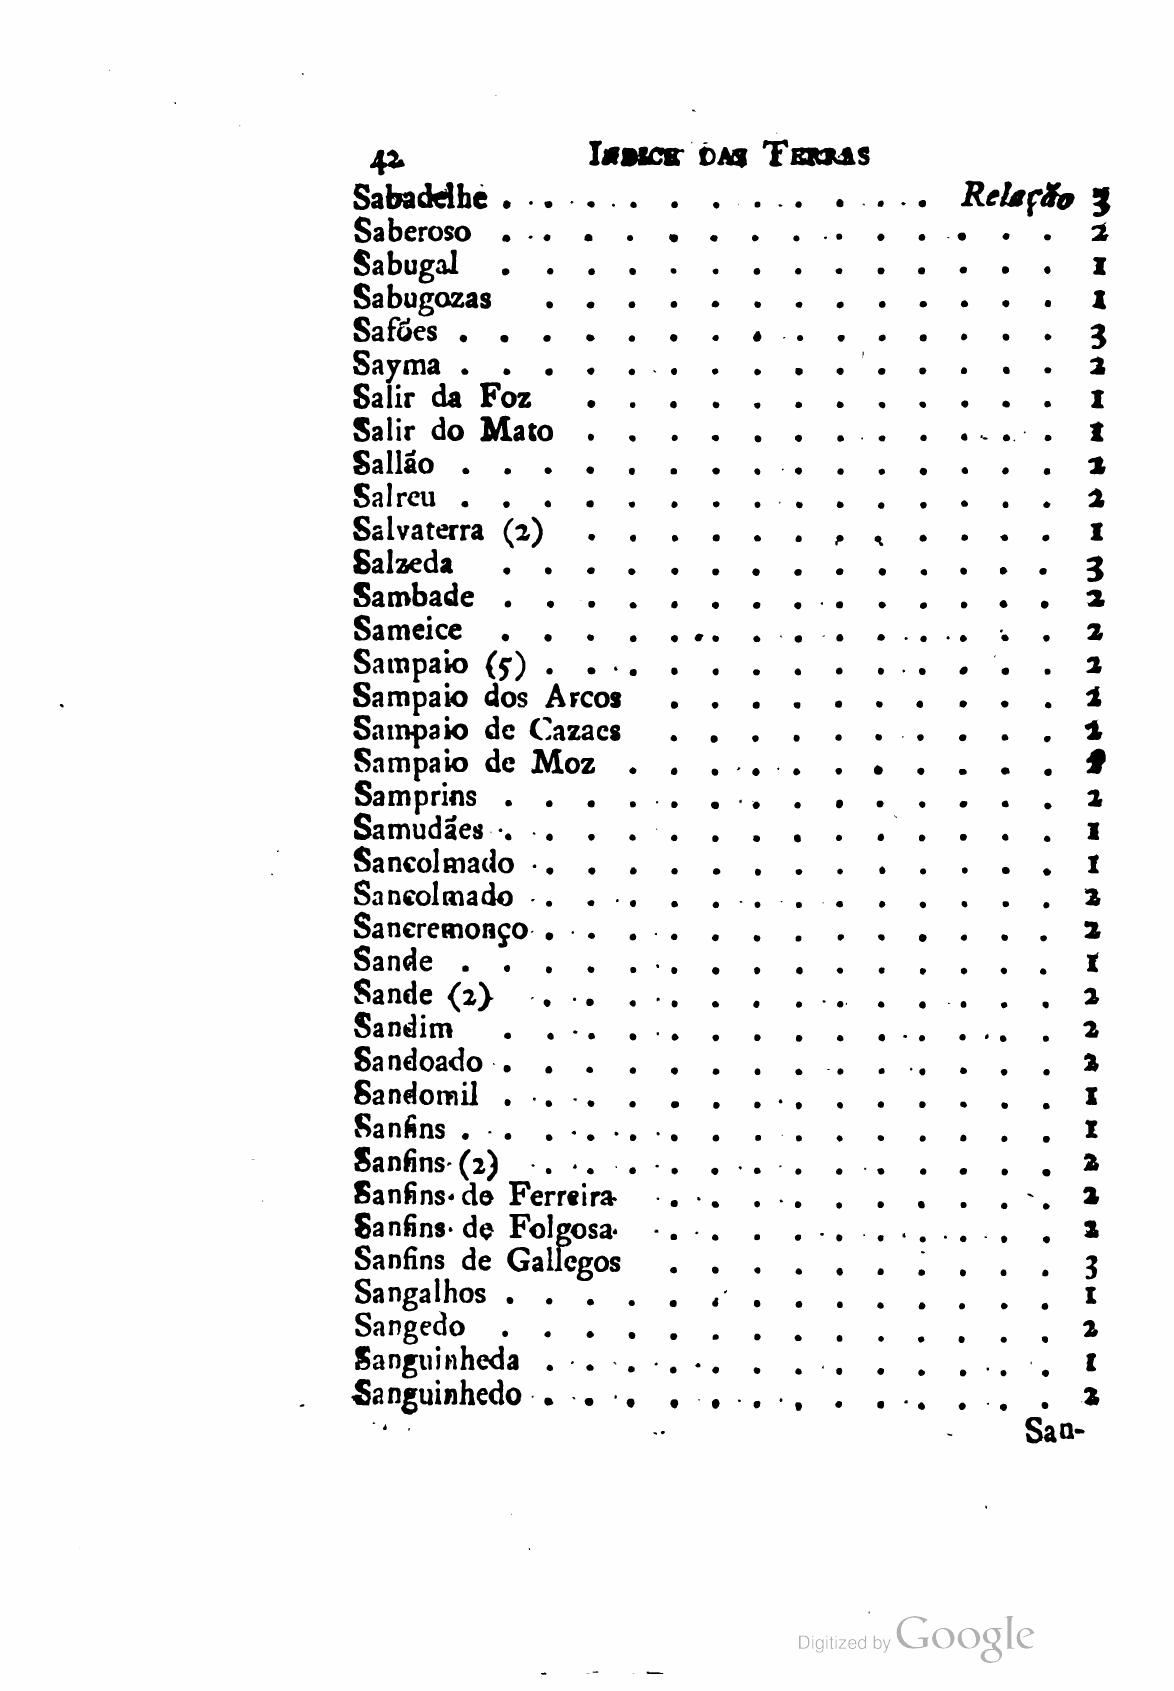 42 INDICE DAS TERRAS
Sabadelhe . . . . . . . . . . . . . Relação 3
Saberoso . . . . . . . . . . . . . 2
Sabugal . . . . . . . . . . . . . 1
Sabugozas . . . . . . . . . . . . . 1
Safões . . . . . . . . . . . . . 3
Sayma . . . . . . . . . . . . . 2
Salir da Foz . . . . . . . . . . . . 1
Salir do Mato . . . . . . . . . . . . 1
Sallão . . . . . . . . . . . . . 2
Salreu . . . . . . . . . . . . . 2
Salvaterra (2) . . . . . . . . . . . . 1
Salzeda . . . . . . . . . . . . . 3
Sambade . . . . . . . . . . . . . 2
Sameice . . . . . . . . . . . . . 2
Sampaio (5) . . . . . . . . . . . . . 2
Sampaio dos Arcos . . . . . . . . . . 2
Sampaio de Cazaes . . . . . . . . . . 2
Sampaio de Moz . . . . . . . . . . .
Samprins . . . . . . . . . . . . . 2
Samudães . . . . . . . . . . . . . 1
Sancolmado . . . . . . . . . . . . . 1
Sancolmado . . . . . . . . . . . . . 2
Sancremonço . . . . . . . . . . . . . 2
Sande . . . . . . . . . . . . . 1
Sande (2) . . . . . . . . . . . . . 2
Sandim . . . . . . . . . . . . . 2
Sandoado . . . . . . . . . . . . . 2
Sandomil . . . . . . . . . . . . . 1
Sanfins . . . . . . . . . . . . . 1
Sanfins (2) . . . . . . . . . . . . . 2
Sanfins de Ferreira . . . . . . . . . . 2
Sanfins de Folgosa . . . . . . . . . . 2
Sanfins de Gallegos . . . . . . . . . . 3
Sangalhos . . . . . . . . . . . . . 1
Sangedo . . . . . . . . . . . . . 2
Sanguinheda . . . . . . . . . . . . . 1
Sanguinhedo . . . . . . . . . . . . . 2
San-
Digitized by Google